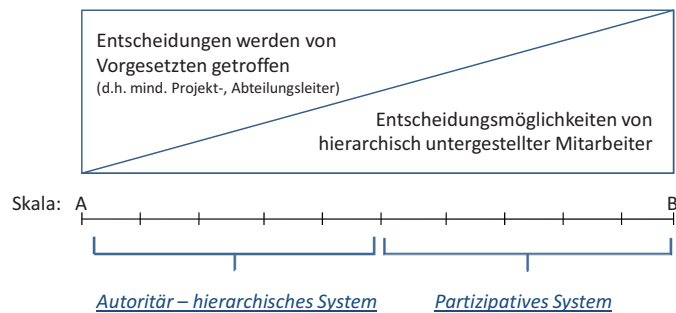 Entscheidungen werden von
Vorgesetzten getroffen
(d.h. mind. Projekt-, Abteilungsleiter)
Entscheidungsmöglichkeiten von
hierarchisch untergestellter Mitarbeiter
Skala: A B
Autoritär – hierarchisches System Partizipatives System